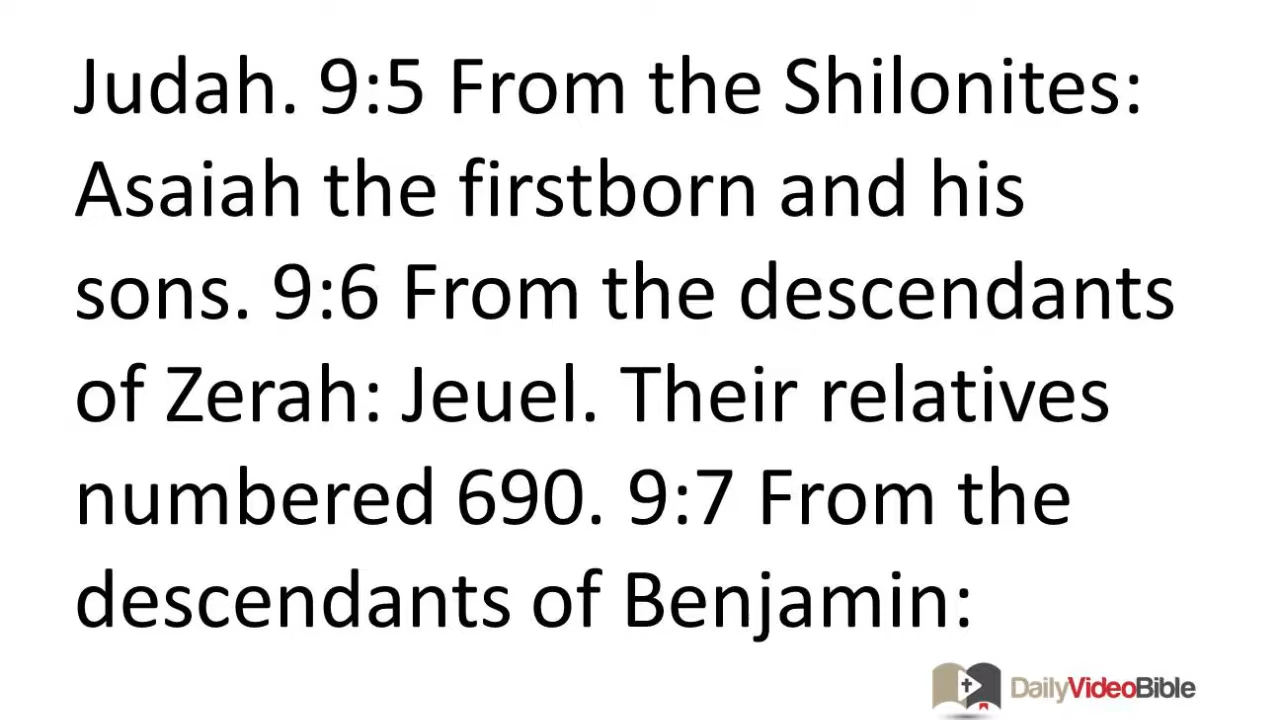 Judah. 9:5 From the Shilonites:
Asaiah the firstborn and his
sons. 9:6 From the descendants
of Zerah: Jeuel. Their relatives
numbered 690. 9:7 From the
descendants of Benjamin:
DailyVideoBible